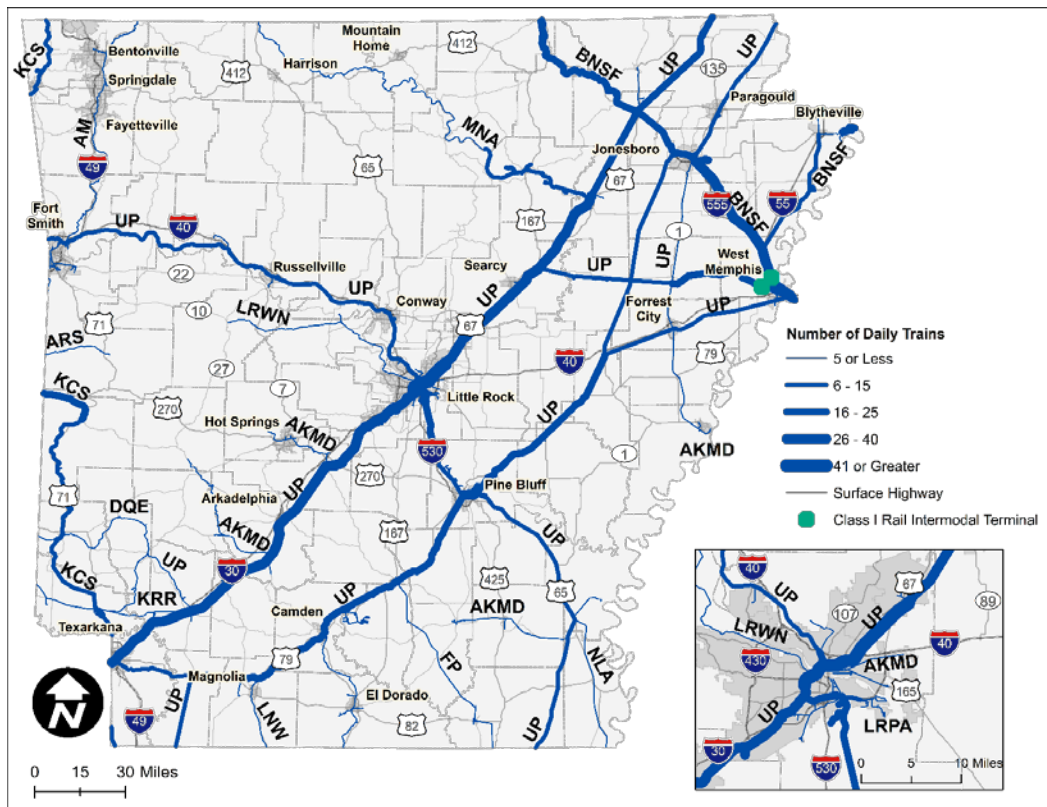 KCS
Bentonville
Springdale
Fayetteville
AM
49
412
Harrison
Mountain
Home
412
BNSF
UP
UP
135
Paragould
Blytheville
MNA
65
Jonesboro
67
167
BNSF
555
55
BNSF
Fort
Smith
UP
40
22
Russellville
UP
Searcy
UP
UP
1
UP
West
Memphis
Conway
10
LRWN
67
Forrest
City
UP
71
ARS
27
7
40
79
KCS
270
Little Rock
Hot Springs
AKMD
530
UP
1
AKMD
71
Arkadelphia
UP
270
Pine Bluff
DQE
AKMD
167
UP
UP
30
425
65
KCS
KRR
Camden
UP
AKMD
Texarkana
79
Magnolia
FP
NLA
N
UP
49
LNW
El Dorado
82
UP
0 15 30 Miles
Number of Daily Trains
5 or Less
6 - 15
16 - 25
26 - 40
41 or Greater
Surface Highway
Class I Rail Intermodal Terminal
40
UP
67
107
UP
89
LRWN
430
AKMD
40
165
UP
LRPA
30
530
0 5 10 Miles